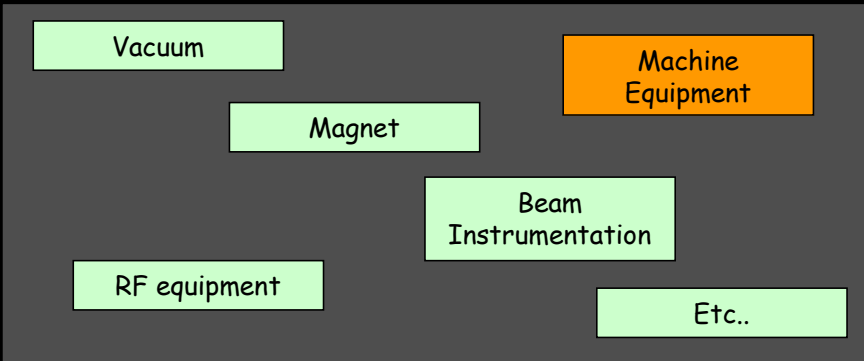 Vacuum
Machine
Equipment
Magnet
Beam
Instrumentation
RF equipment
Etc..